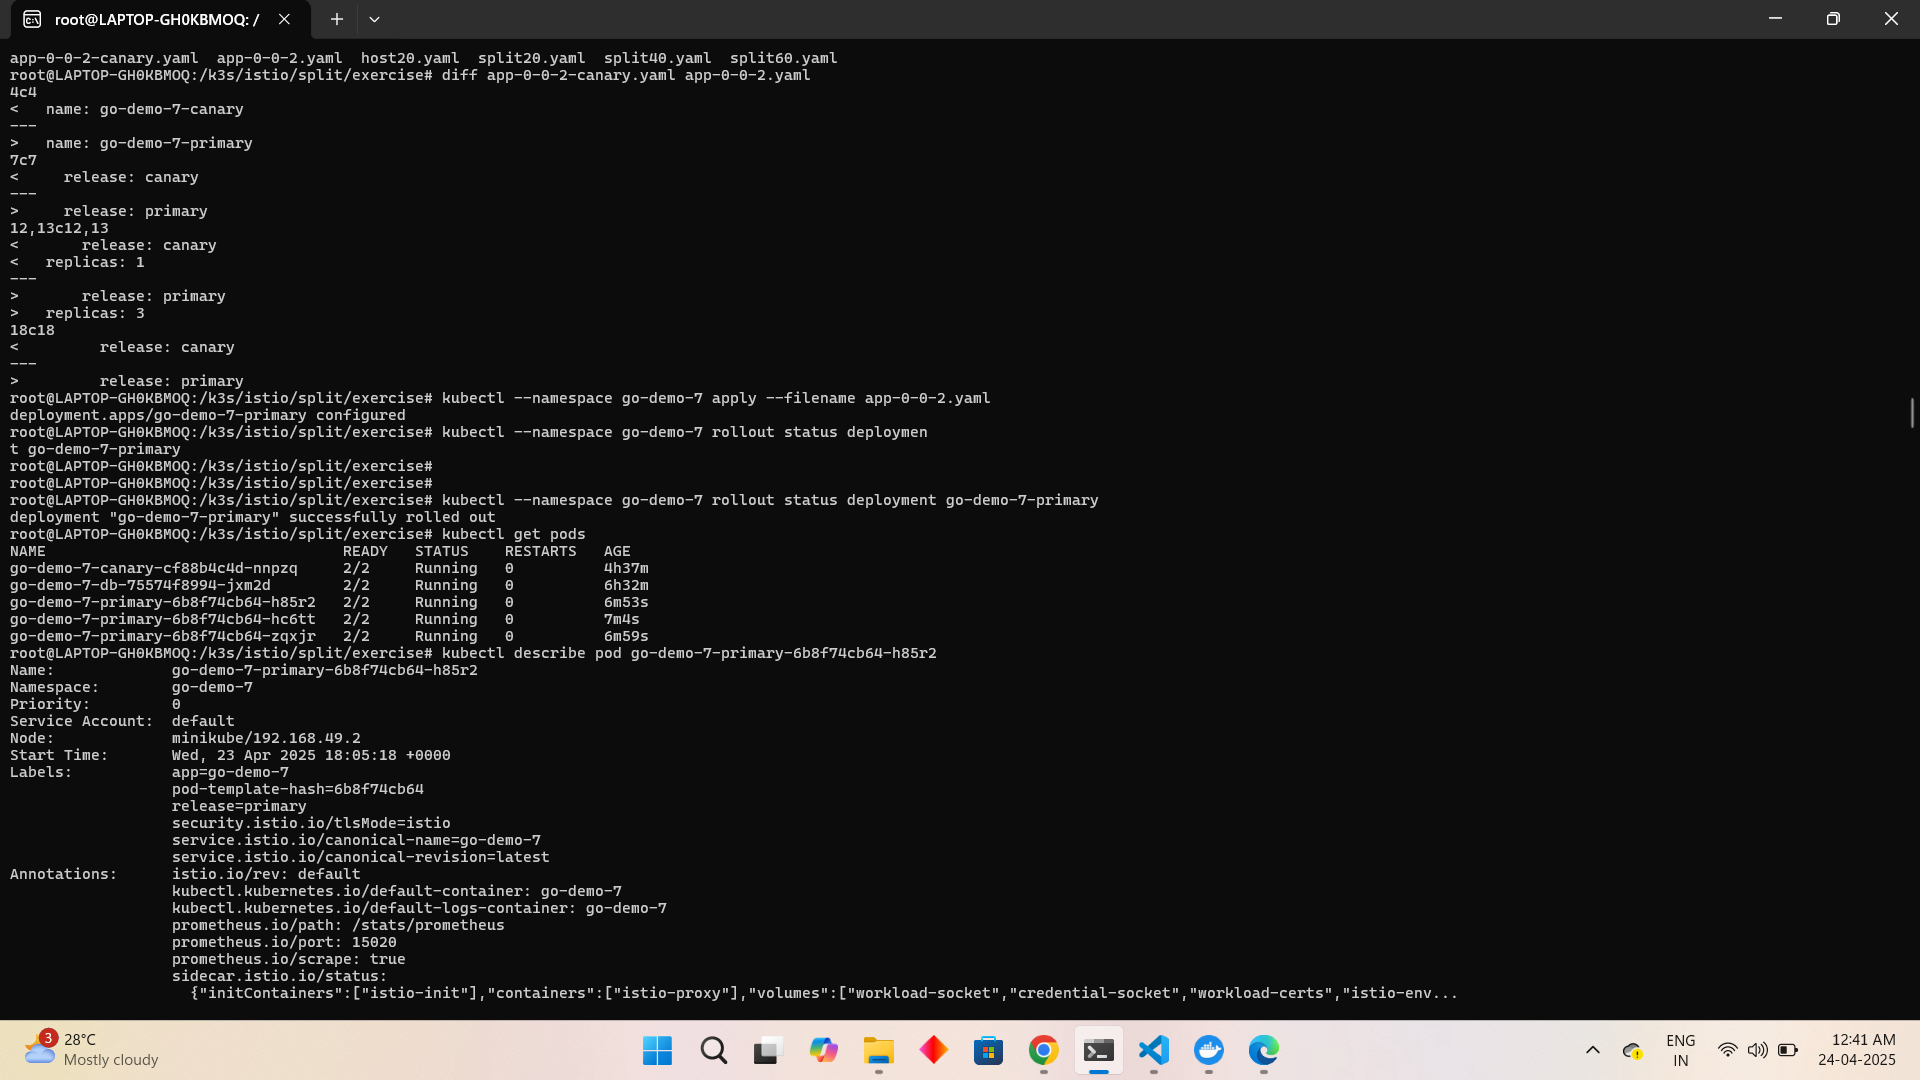 root@LAPTOP-GH0KBMOQ: /
app-0-0-2-canary.yaml  app-0-0-2.yaml  host20.yaml  split20.yaml  split40.yaml  split60.yaml
root@LAPTOP-GH0KBMOQ:/k3s/istio/split/exercise# diff app-0-0-2-canary.yaml app-0-0-2.yaml
4c4
<   name: go-demo-7-canary
---
>   name: go-demo-7-primary
7c7
<     release: canary
---
>     release: primary
12,13c12,13
<       release: canary
<   replicas: 1
---
>       release: primary
>   replicas: 3
18c18
<         release: canary
---
>         release: primary
root@LAPTOP-GH0KBMOQ:/k3s/istio/split/exercise# kubectl --namespace go-demo-7 apply --filename app-0-0-2.yaml
deployment.apps/go-demo-7-primary configured
root@LAPTOP-GH0KBMOQ:/k3s/istio/split/exercise# kubectl --namespace go-demo-7 rollout status deploymen
t go-demo-7-primary
root@LAPTOP-GH0KBMOQ:/k3s/istio/split/exercise#
root@LAPTOP-GH0KBMOQ:/k3s/istio/split/exercise#
root@LAPTOP-GH0KBMOQ:/k3s/istio/split/exercise# kubectl --namespace go-demo-7 rollout status deployment go-demo-7-primary
deployment "go-demo-7-primary" successfully rolled out
root@LAPTOP-GH0KBMOQ:/k3s/istio/split/exercise# kubectl get pods
NAME                                 READY   STATUS    RESTARTS   AGE
go-demo-7-canary-cf88b4c4d-nnpzq     2/2     Running   0          4h37m
go-demo-7-db-75574f8994-jxm2d        2/2     Running   0          6h32m
go-demo-7-primary-6b8f74cb64-h85r2   2/2     Running   0          6m53s
go-demo-7-primary-6b8f74cb64-hc6tt   2/2     Running   0          7m4s
go-demo-7-primary-6b8f74cb64-zqxjr   2/2     Running   0          6m59s
root@LAPTOP-GH0KBMOQ:/k3s/istio/split/exercise# kubectl describe pod go-demo-7-primary-6b8f74cb64-h85r2
Name:             go-demo-7-primary-6b8f74cb64-h85r2
Namespace:        go-demo-7
Priority:         0
Service Account:  default
Node:             minikube/192.168.49.2
Start Time:       Wed, 23 Apr 2025 18:05:18 +0000
Labels:           app=go-demo-7
                  pod-template-hash=6b8f74cb64
                  release=primary
                  security.istio.io/tlsMode=istio
                  service.istio.io/canonical-name=go-demo-7
                  service.istio.io/canonical-revision=latest
Annotations:      istio.io/rev: default
                  kubectl.kubernetes.io/default-container: go-demo-7
                  kubectl.kubernetes.io/default-logs-container: go-demo-7
                  prometheus.io/path: /stats/prometheus
                  prometheus.io/port: 15020
                  prometheus.io/scrape: true
                  sidecar.istio.io/status:
                    {"initContainers":["istio-init"],"containers":["istio-proxy"],"volumes":["workload-socket","credential-socket","workload-certs","istio-env...
3
28°C
Mostly cloudy
ENG
IN
12:41 AM
24-04-2025